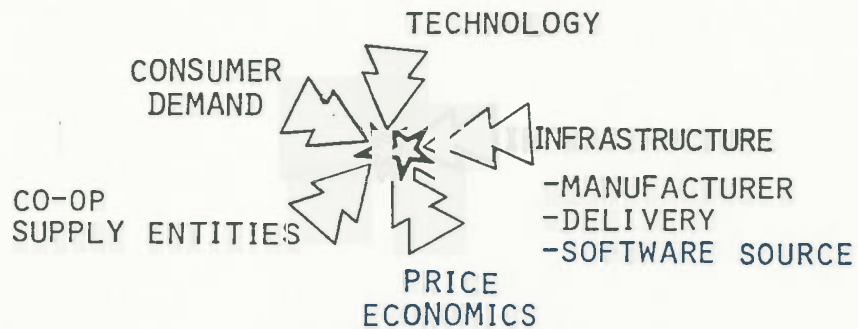 TECHNOLOGY
CONSUMER
DEMAND
INFRASTRUCTURE
-MANUFACTURER
-DELIVERY
-SOFTWARE SOURCE
CO-OP
SUPPLY ENTITIES
PRICE
ECONOMICS